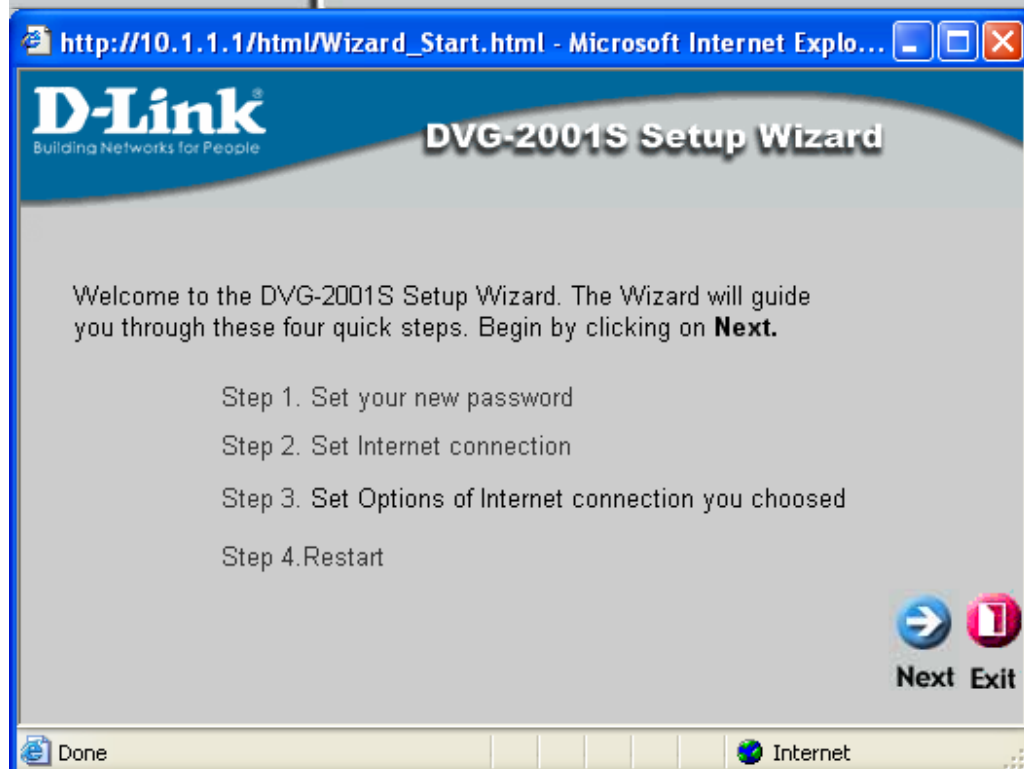 http://10.1.1.1/html/Wizard_Start.html - Microsoft Internet Explo...
D-Link®
Building Networks for People
DVG-2001S Setup Wizard
Welcome to the DVG-2001S Setup Wizard. The Wizard will guide
you through these four quick steps. Begin by clicking on Next.
Step 1. Set your new password
Step 2. Set Internet connection
Step 3. Set Options of Internet connection you choosed
Step 4.Restart
Next Exit
Done
Internet